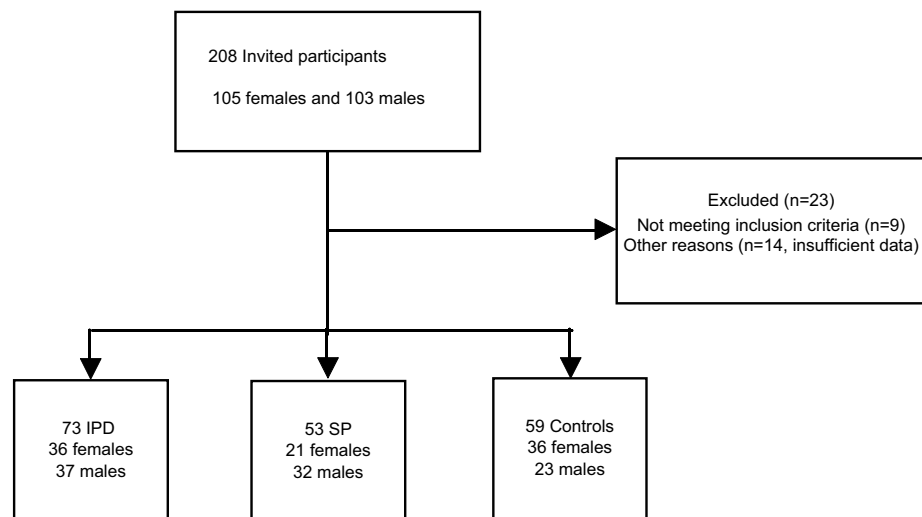 208 Invited participants
105 females and 103 males
Excluded (n=23)
Not meeting inclusion criteria (n=9)
Other reasons (n=14, insufficient data)
73 IPD
36 females
37 males
53 SP
21 females
32 males
59 Controls
36 females
23 males